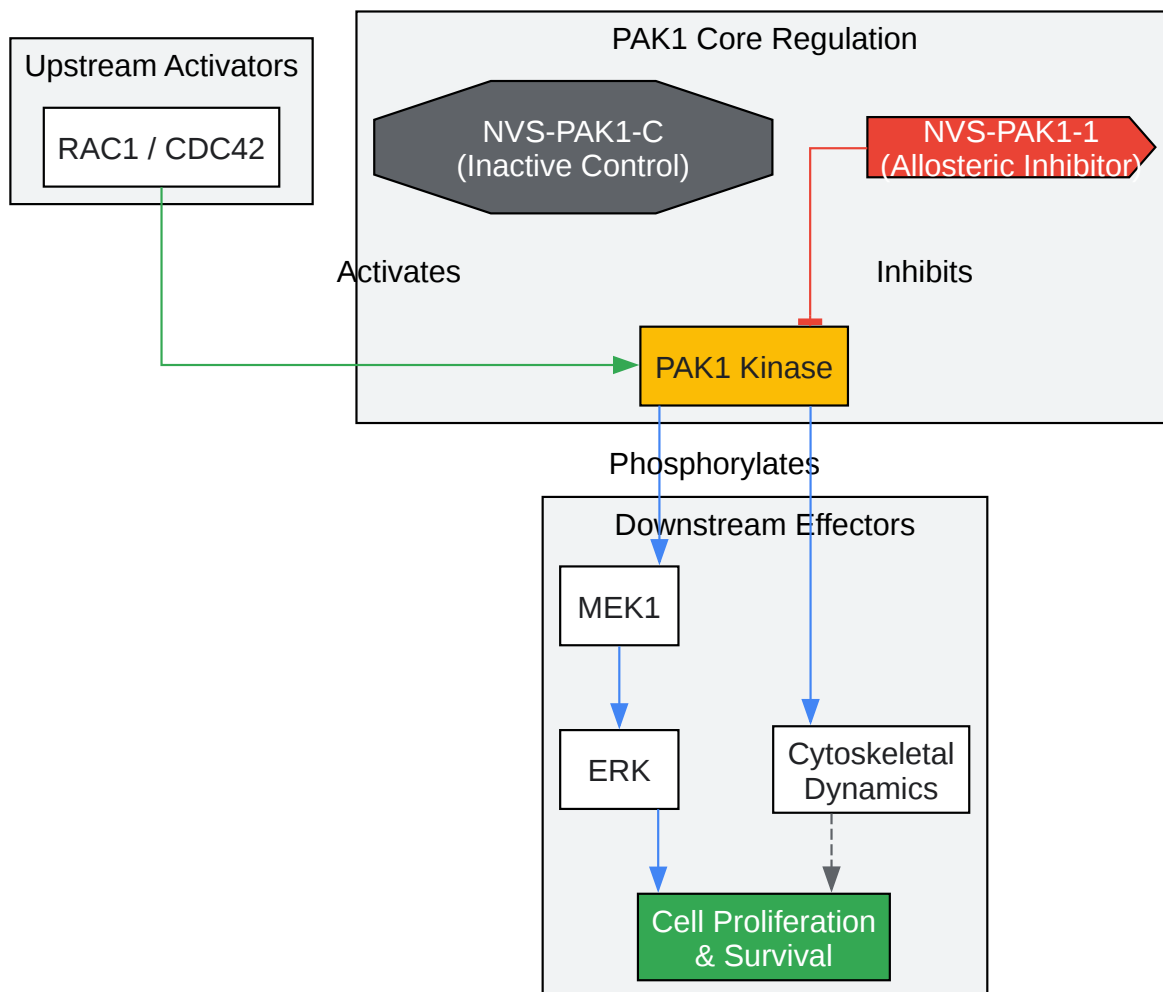 PAK1 Core Regulation
Upstream Activators
RAC1 / CDC42
NVS-PAK1-C
(Inactive Control)
NVS-PAK1-1
(Allosteric Inhibitor)
Activates
Inhibits
PAK1 Kinase
Phosphorylates
Downstream Effectors
MEK1
ERK
Cytoskeletal
Dynamics
Cell Proliferation
& Survival